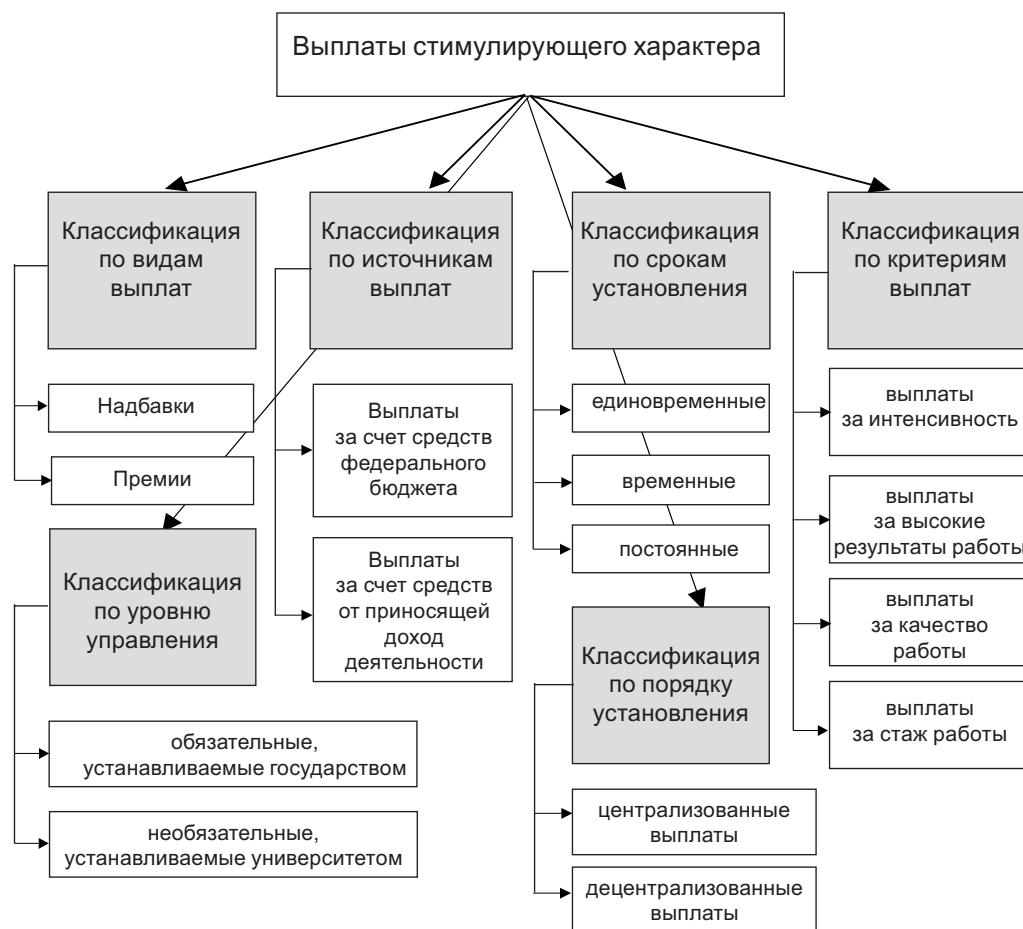 Выплаты стимулирующего характера
Классификация
по видам
выплат
Надбавки
Премии
Классификация
по источникам
выплат
Выплаты
за счет средств
федерального
бюджета
Выплаты
за счет средств
от приносящей
доход
деятельности
Классификация
по срокам
установления
единовременные
временные
постоянные
Классификация
по критериям
выплат
выплаты
за интенсивность
выплаты
за высокие
результаты работы
выплаты
за качество
работы
выплаты
за стаж работы
Классификация
по уровню
управления
обязательные,
устанавливаемые государством
необязательные,
устанавливаемые университетом
Классификация
по порядку
установления
централизованные
выплаты
децентрализованные
выплаты